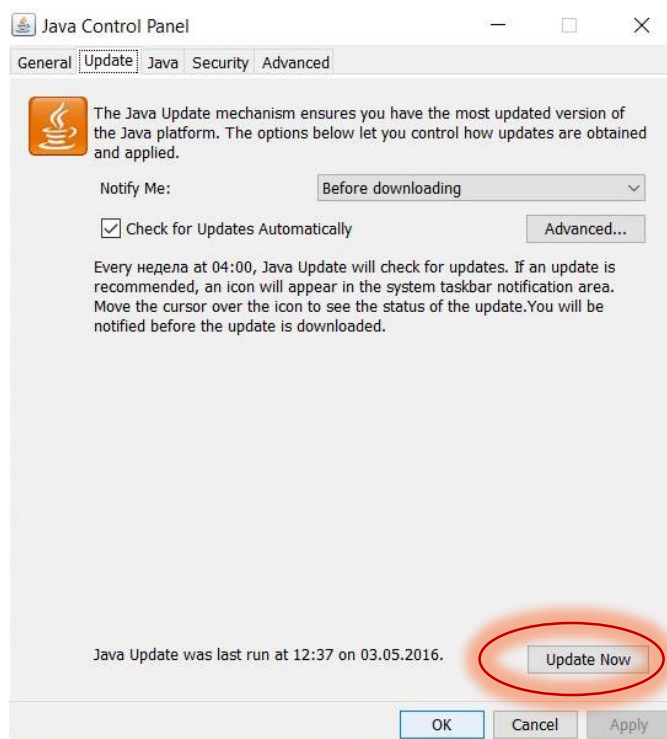 Java Control Panel
General Update Java Security Advanced
The Java Update mechanism ensures you have the most updated version of
the Java platform. The options below let you control how updates are obtained
and applied.
Notify Me: Before downloading
Check for Updates Automatically Advanced...
Every недела at 04:00, Java Update will check for updates. If an update is
recommended, an icon will appear in the system taskbar notification area.
Move the cursor over the icon to see the status of the update.You will be
notified before the update is downloaded.
Java Update was last run at 12:37 on 03.05.2016. Update Now
OK Cancel Apply